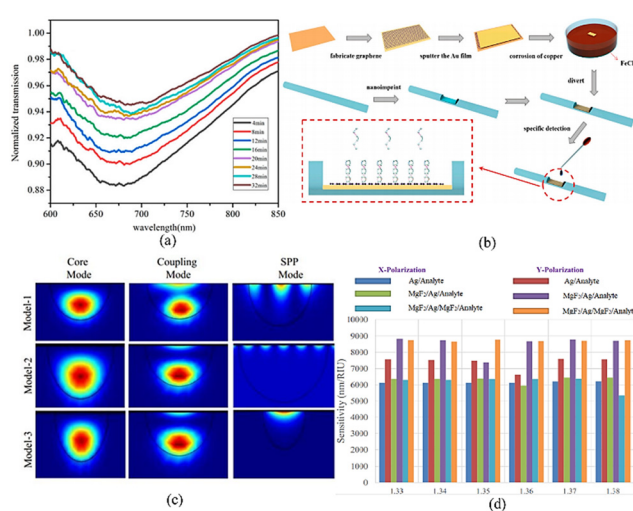 1.00
0.98
0.96
0.94
0.92
0.90
0.88
Normalized transmission
4min
8min
12min
16min
20min
24min
28min
32min
600 650 700 750 800 850
wavelength(nm)
(a)
fabricate graphene
sputter the Au film
corrosion of copper
FeCl
divert
nanoimprint
specific detection
(b)
Core Mode
Coupling Mode
SPP Mode
Model-1
Model-2
Model-3
(c)
X-Polarization
Y-Polarization
Ag/Analyte
Ag/Analyte
MgF₂/Ag/Analyte
MgF₂/Ag/Analyte
MgF₂/Ag/MgF₂/Analyte
MgF₂/Ag/MgF₂/Analyte
Sensitivity (nm/RIU)
10000
9000
8000
7000
6000
5000
4000
3000
2000
1000
0
1.33 1.34 1.35 1.36 1.37 1.38
(d)